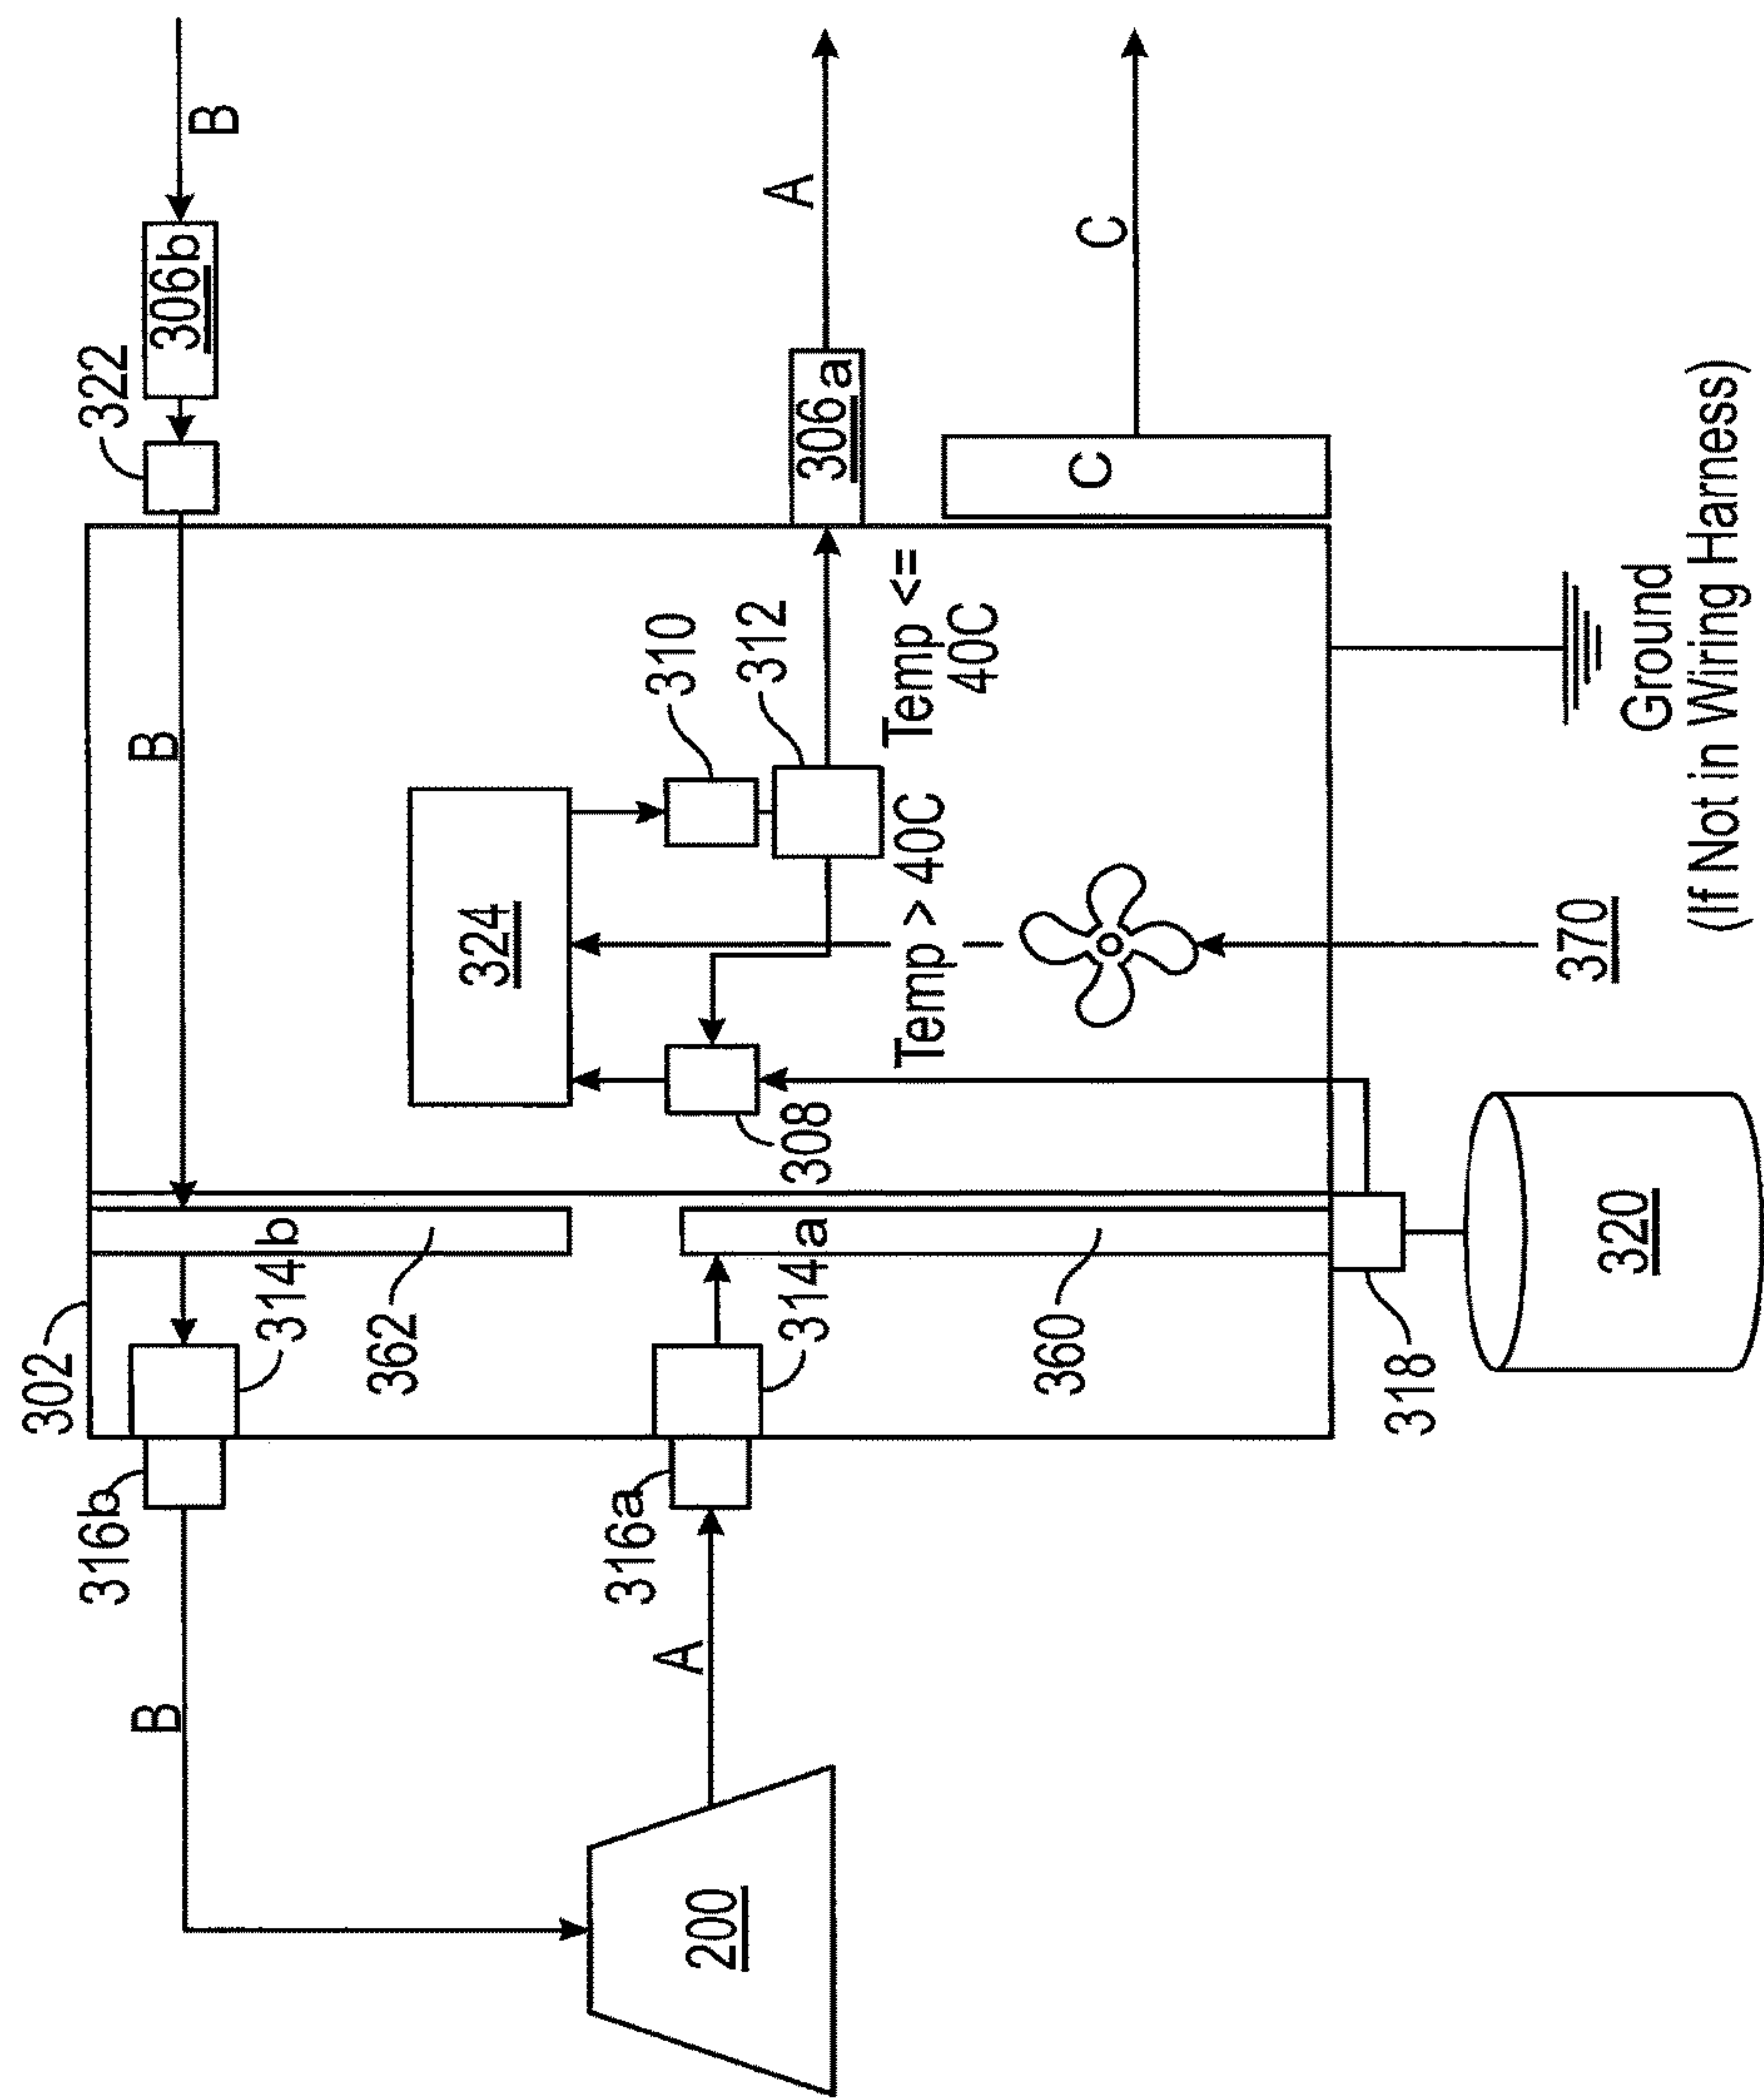 302
316b
322
B
B
306b
B
314b
362
324
316a
310
A
200
312
A
314a
308
306a
Temp > 40C
Temp <=
40C
360
C
C
318
370
320
Ground
(If Not in Wiring Harness)